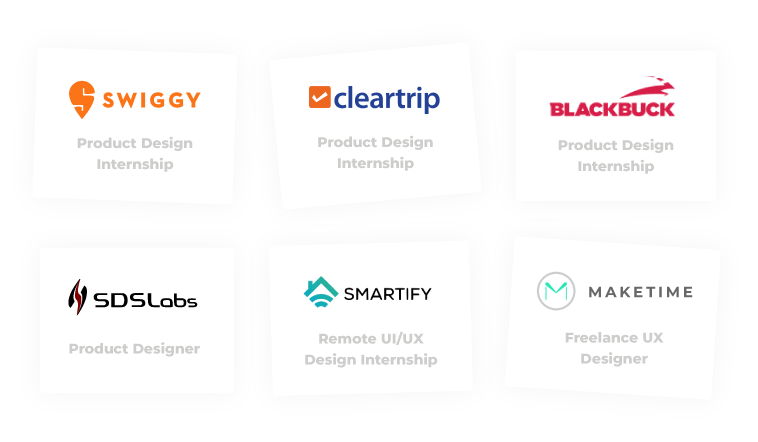 SWIGGY
Product Design
Internship
cleartrip
Product Design
Internship
BLACKBUCK
Product Design
Internship
SDSLabs
Product Designer
SMARTIFY
Remote UI/UX
Design Internship
MAKETIME
Freelance UX
Designer